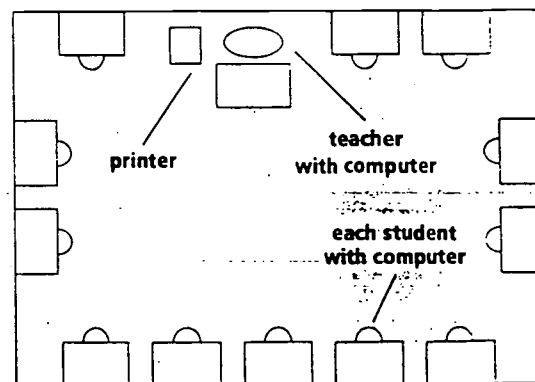 printer
teacher
with computer
each student
with computer